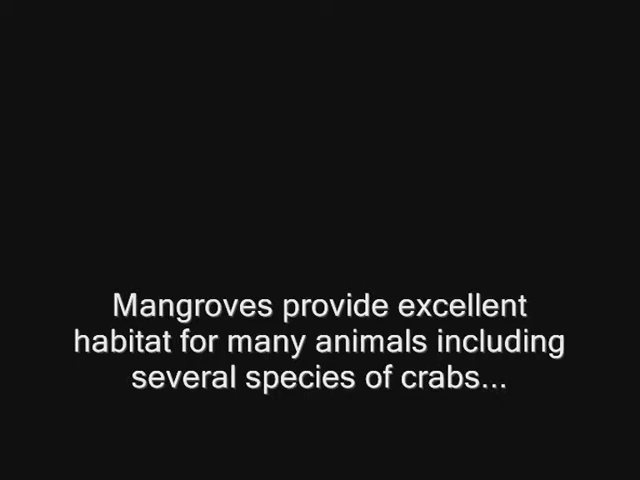 Mangroves provide excellent
habitat for many animals including
several species of crabs...